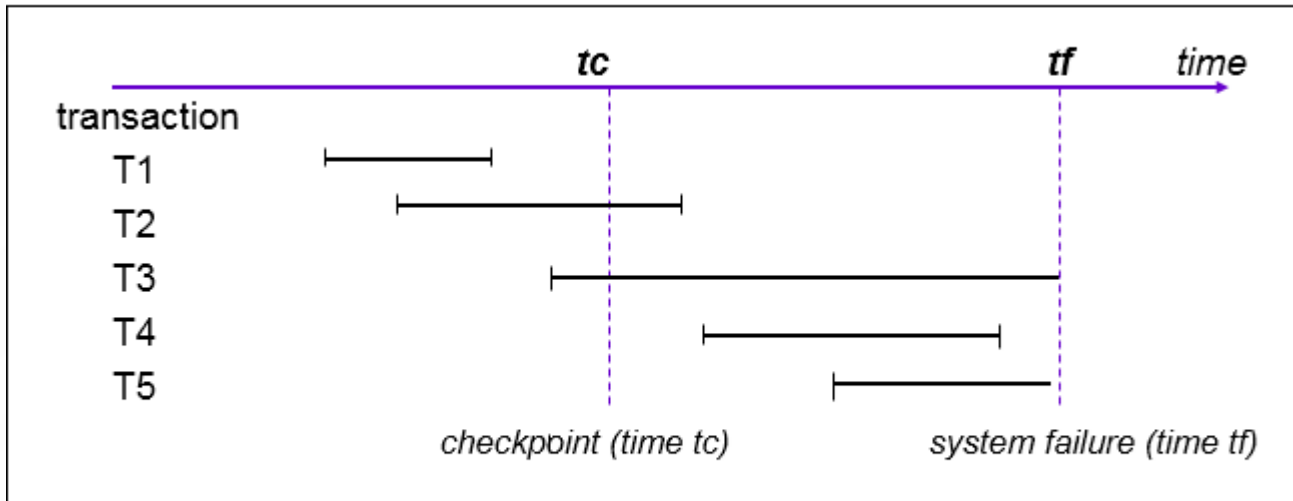 tc tf time
transaction
T1
T2
T3
T4
T5
checkpoint (time tc) system failure (time tf)